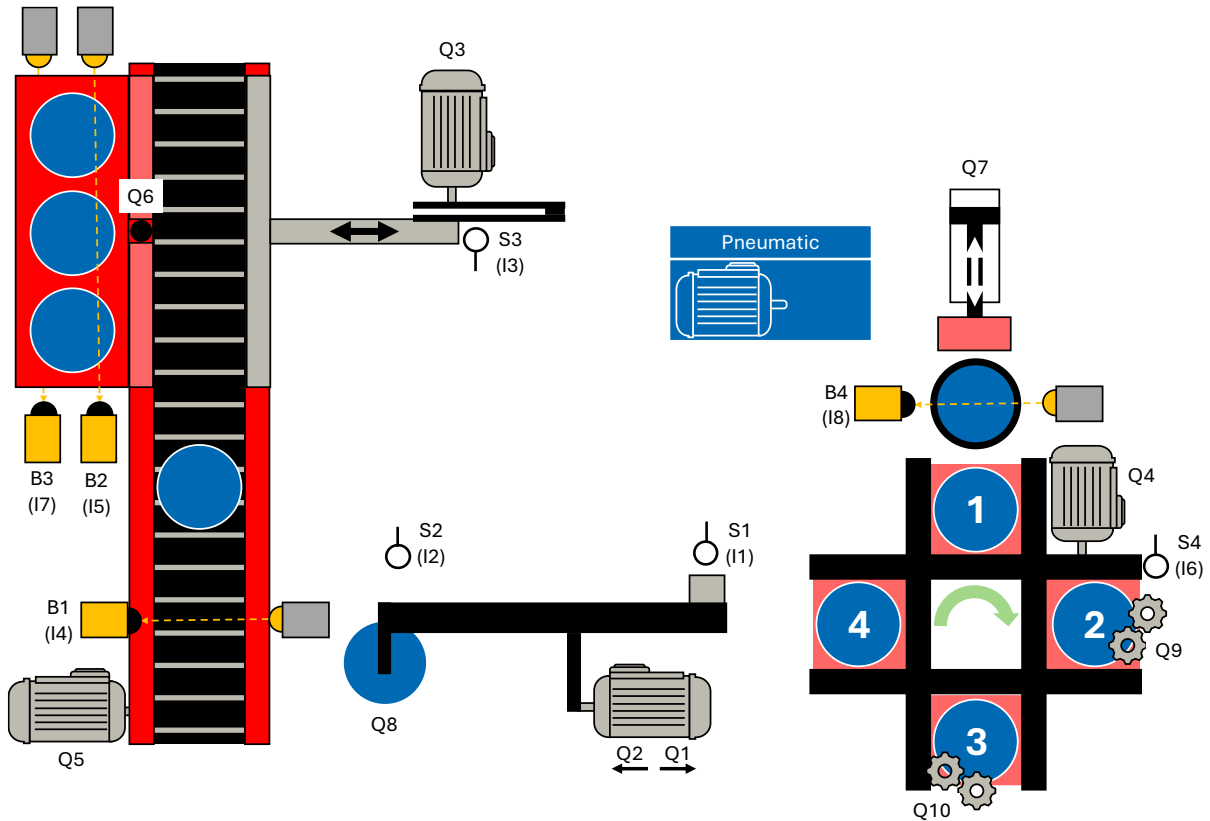 Q3
Q7
Q6
S3
(I3)
Pneumatic
B4
(I8)
B3
(I7)
B2
(I5)
Q4
1
S2
(I2)
S1
(I1)
S4
(I6)
B1
(I4)
4
2
Q9
Q8
3
Q5
Q2
Q1
Q10